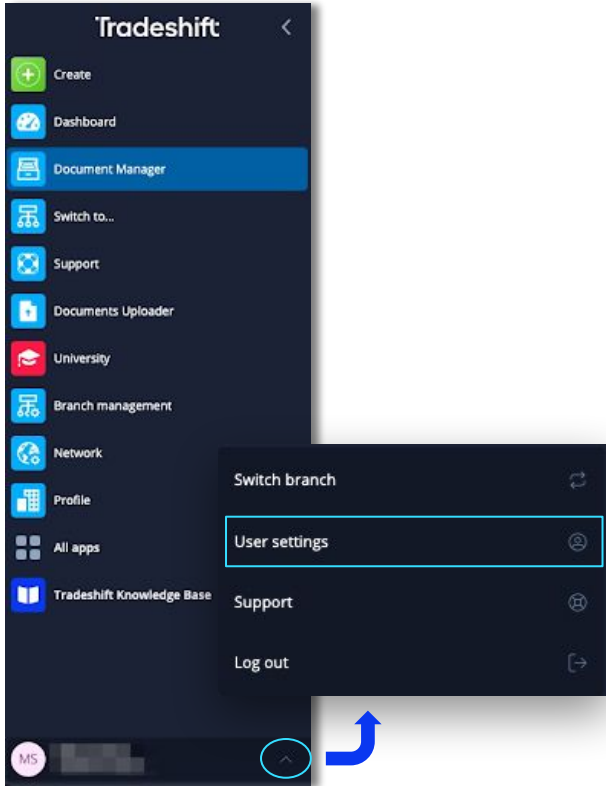 Tradeshift
Create
Dashboard
Document Manager
Switch to...
Support
Documents Uploader
University
Branch management
Network
Profile
All apps
Tradeshift Knowledge Base
Switch branch
User settings
Support
Log out
MS